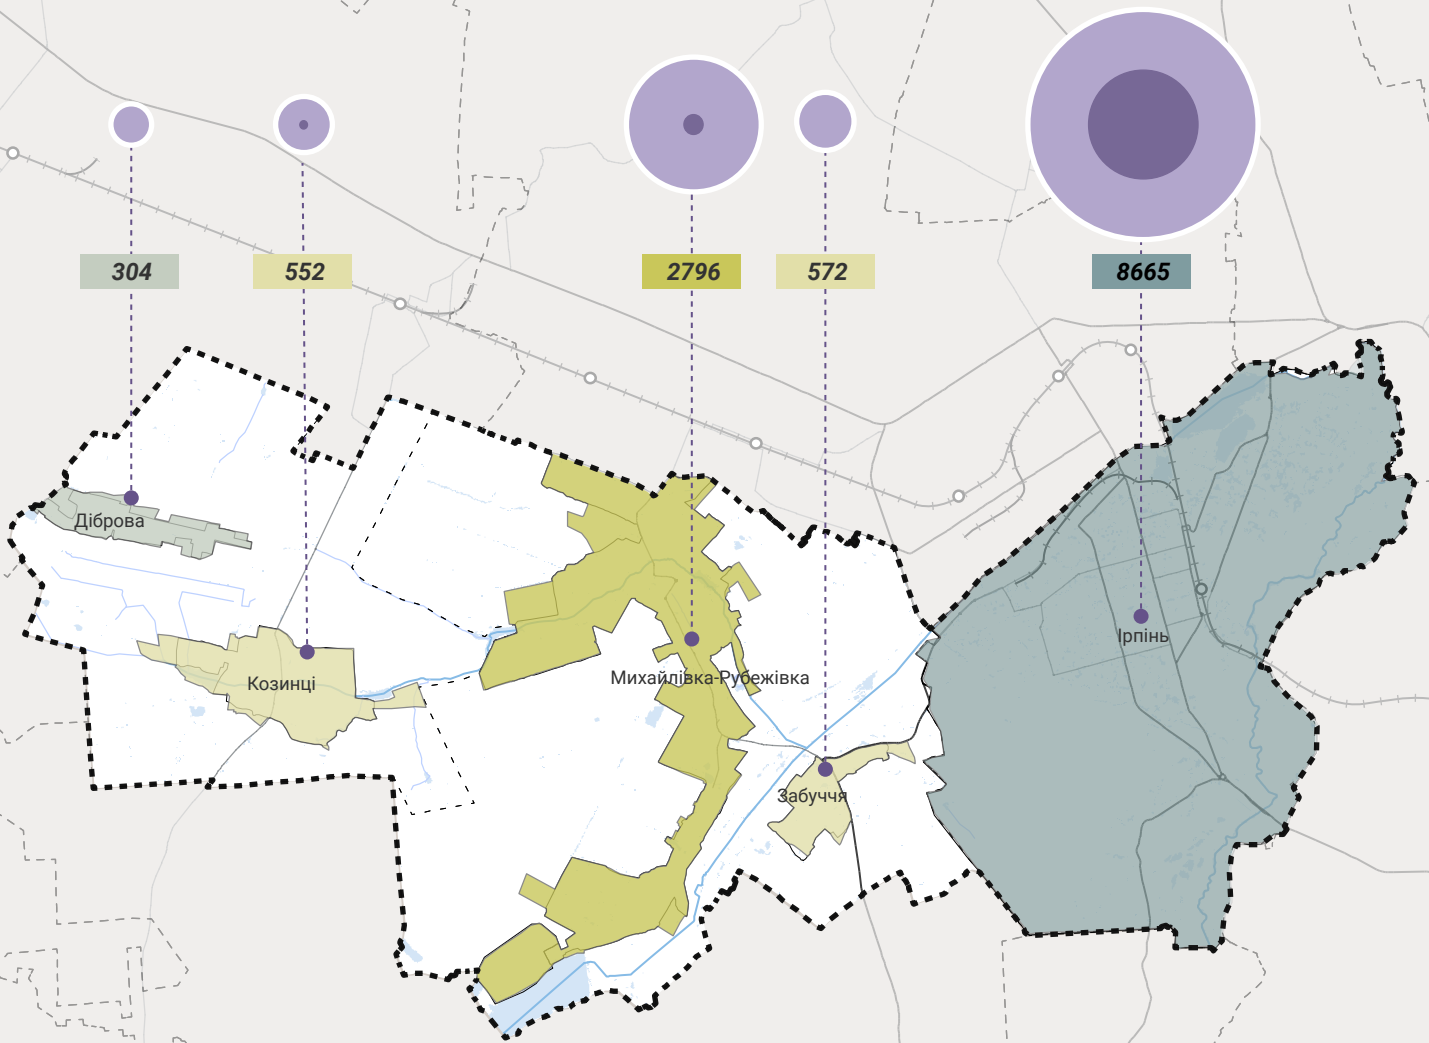 304
552
2796
572
8665
Діброва
Ірпінь
Михайлівка-Рубежівка
Козинці
Забуччя